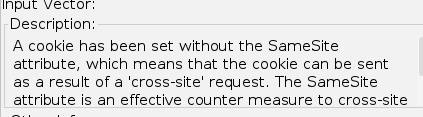 Input Vector:
Description:
A cookie has been set without the SameSite
attribute, which means that the cookie can be sent
as a result of a 'cross-site' request. The SameSite
attribute is an effective counter measure to cross-site